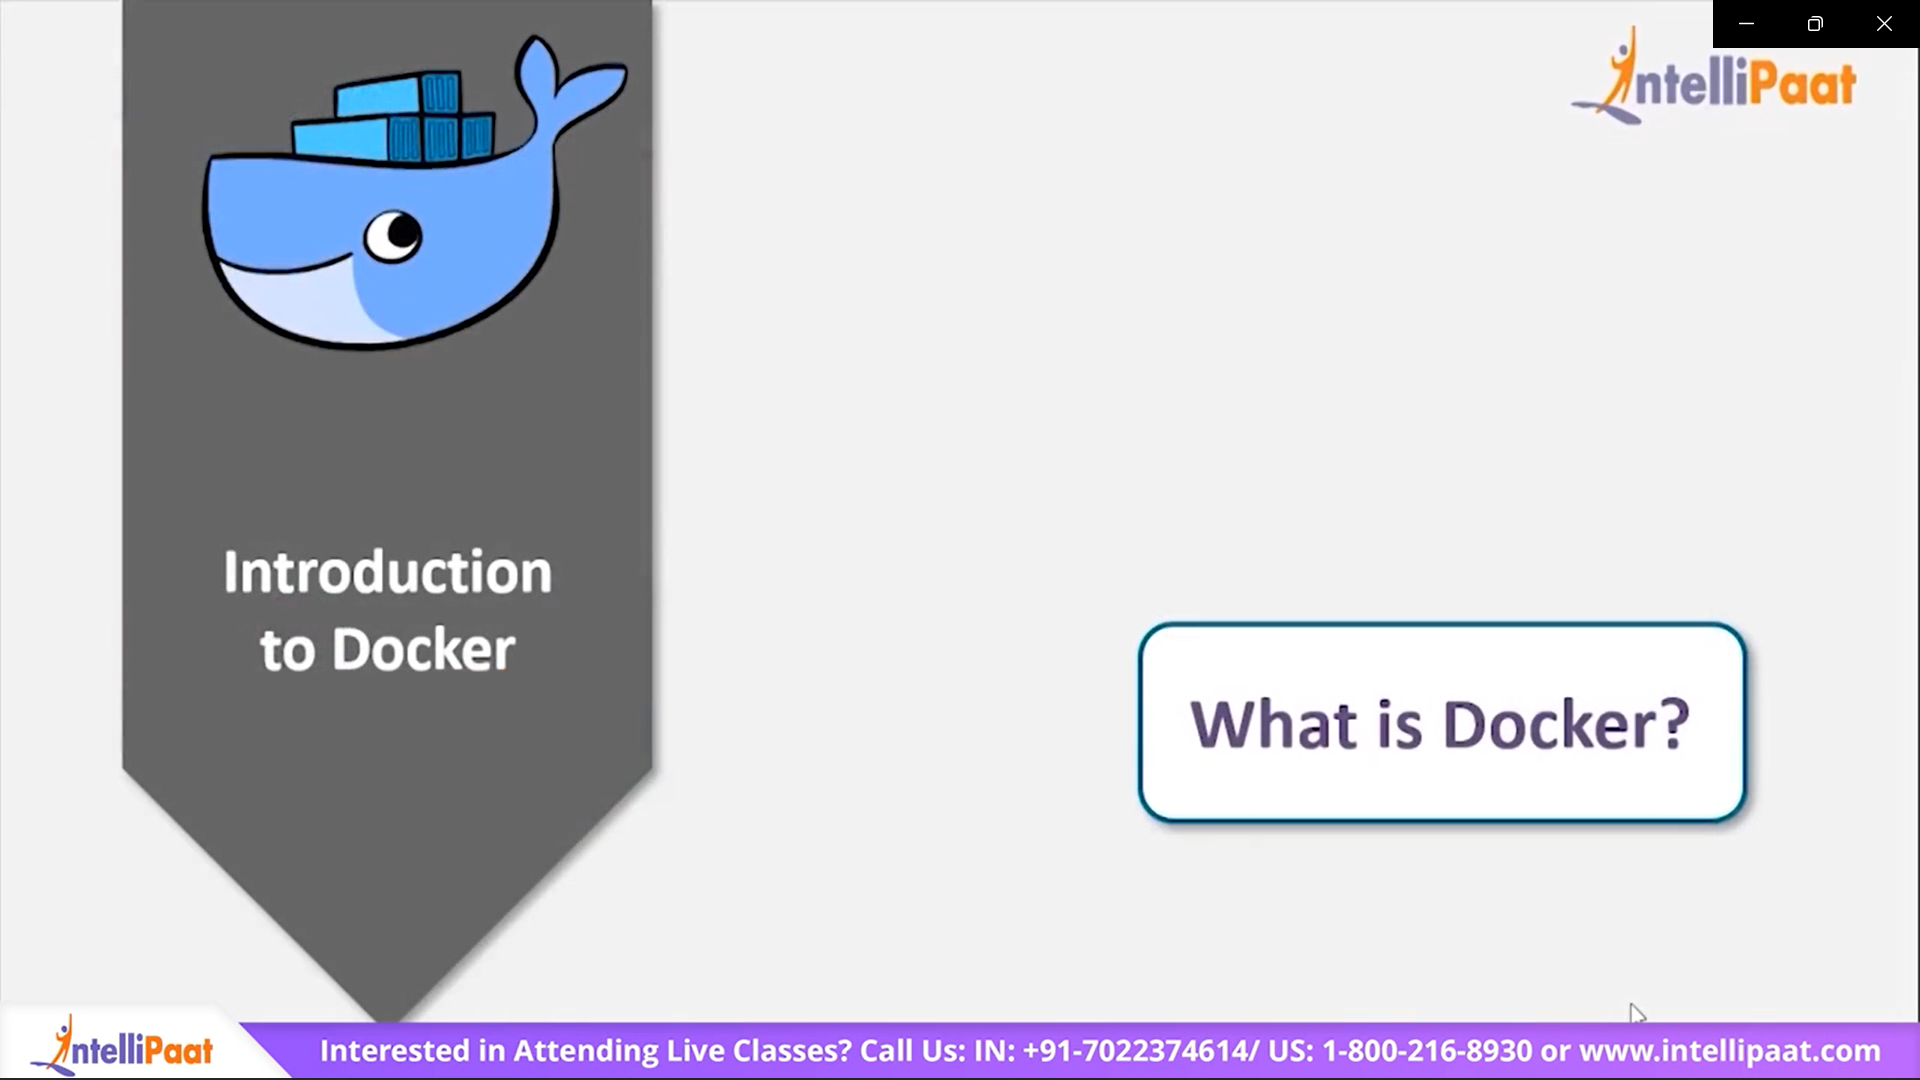 IntelliPaat
Introduction
to Docker
What is Docker?
IntelliPaat
Interested in Attending Live Classes? Call Us: IN: +91-7022374614/ US: 1-800-216-8930 or www.intellipaat.com